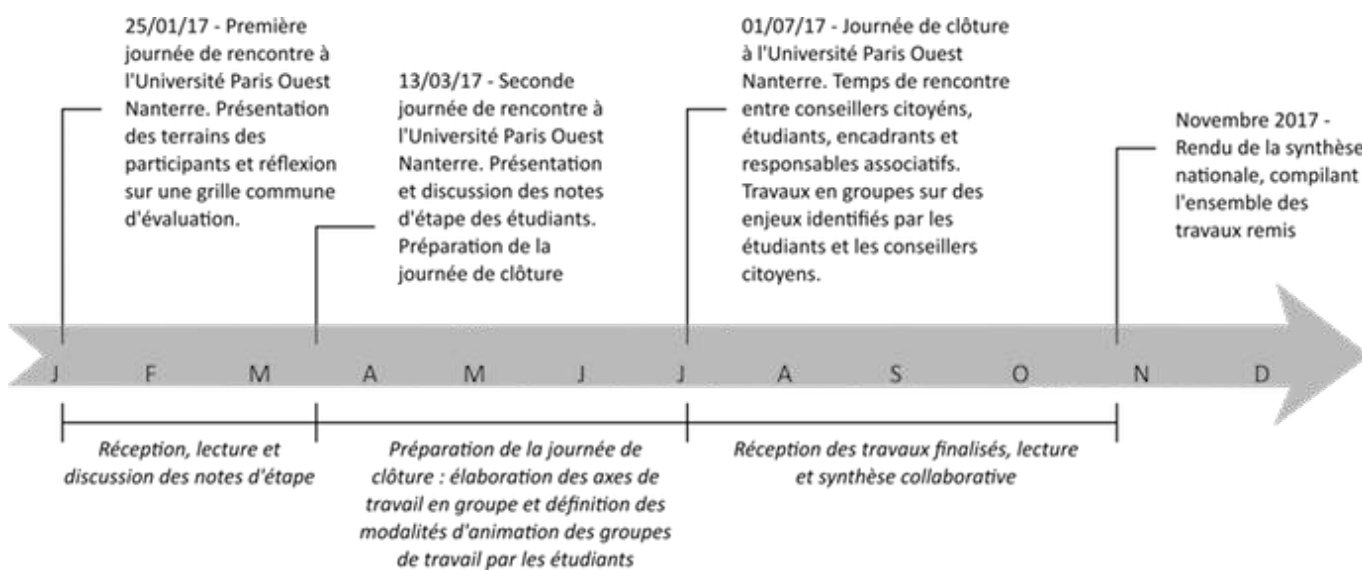 25/01/17 - Première
journée de rencontre à
l'Université Paris Ouest
Nanterre. Présentation
des terrains des
participants et réflexion
sur une grille commune
d'évaluation.
13/03/17 - Seconde
journée de rencontre à
l'Université Paris Ouest
Nanterre. Présentation
et discussion des notes
d'étape des étudiants.
Préparation de la
journée de clôture
01/07/17 - Journée de clôture
à l'Université Paris Ouest
Nanterre. Temps de rencontre
entre conseillers citoyéns,
étudiants, encadrants et
responsables associatifs.
Travaux en groupes sur des
enjeux identifiés par les
étudiants et les conseillers
citoyens.
Novembre 2017 -
Rendu de la synthèse
nationale, compilant
l'ensemble des
travaux remis
J F M A M J J A S O N D
Réception, lecture et
discussion des notes d'étape
Préparation de la journée de
clôture : élaboration des axes de
travail en groupe et définition des
modalités d'animation des groupes
de travail par les étudiants
Réception des travaux finalisés, lecture
et synthèse collaborative